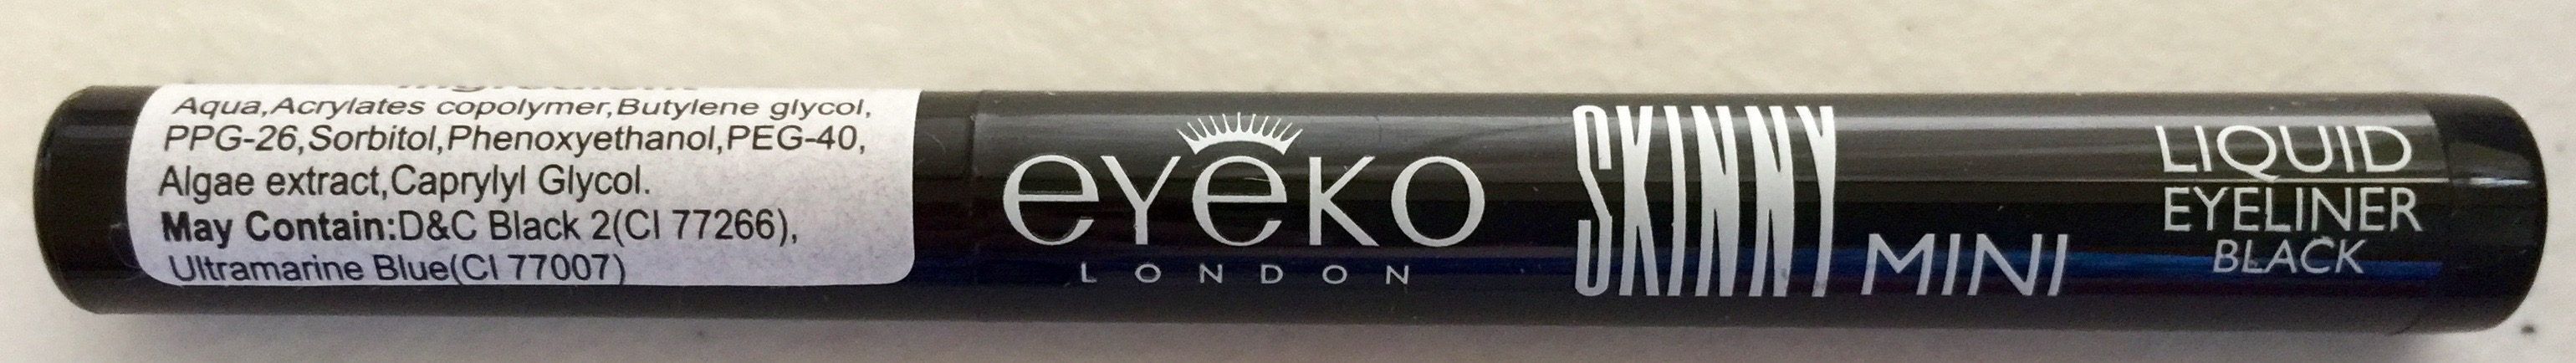 Ingredient
Aqua,Acrylates copolymer,Butylene glycol,
PPG-26,Sorbitol,Phenoxyethanol,PEG-40,
Algae extract,Caprylyl Glycol.
May Contain:D&C Black 2(CI 77266),
Ultramarine Blue(CI 77007)
eyeko
LONDON
SKINNY MINI
LIQUID
EYELINER
BLACK